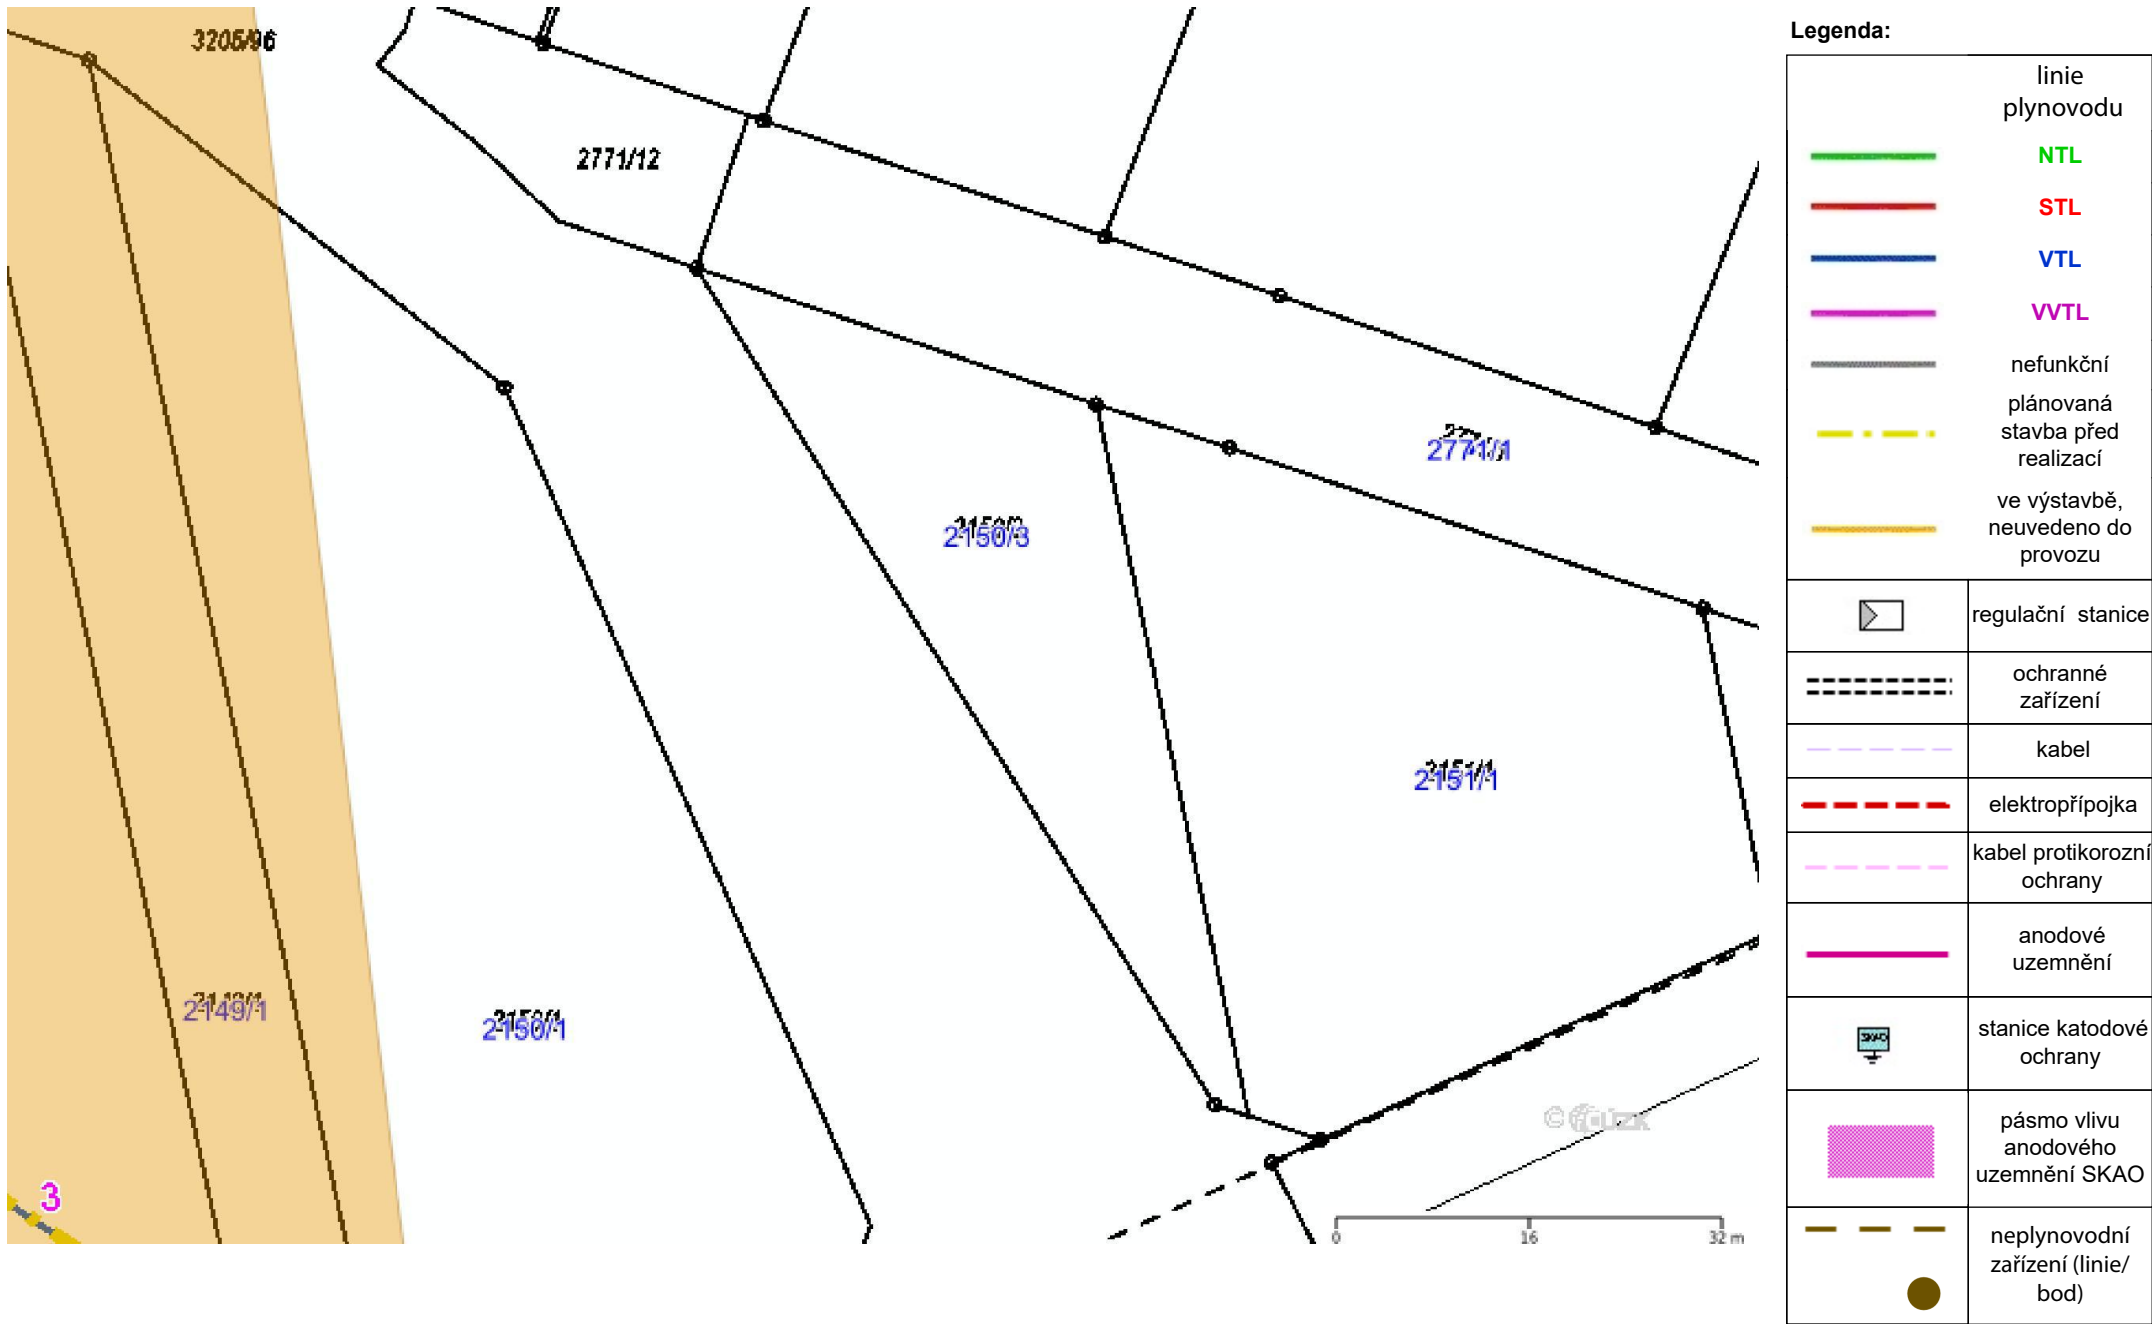 Legenda:
3205/96
2771/12
2771/1
2150/3
2151/1
2149/1
2150/1
3
0 16 32 m
linie
plynovodu
NTL
STL
VTL
VVTL
nefunkční
plánovaná
stavba před
realizací
ve výstavbě,
neuvedeno do
provozu
regulační stanice
ochranné
zařízení
kabel
elektropřípojka
kabel protikorozní
ochrany
anodové
uzemnění
SKAO
stanice katodové
ochrany
pásmo vlivu
anodového
uzemnění SKAO
neplynovodní
zařízení (linie/
bod)